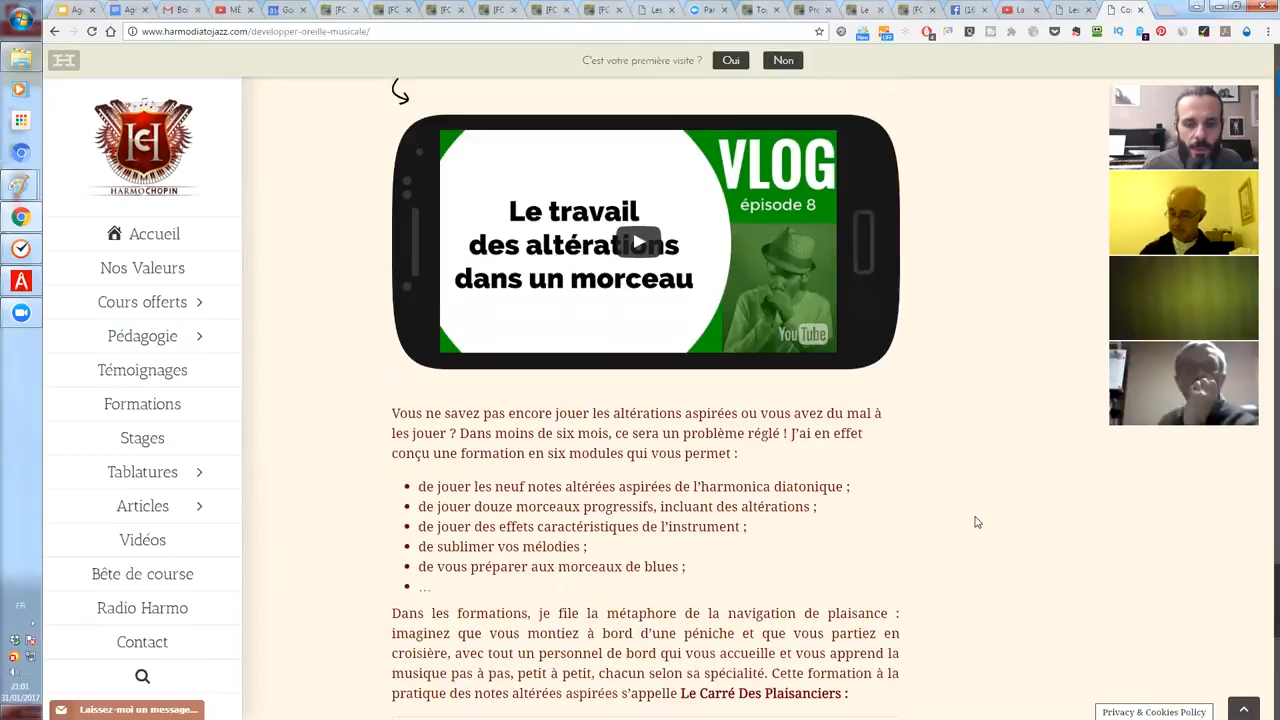 www.harmodiatojazz.com/developper-oreille-musicale/
C'est votre première visite ?
Oui
Non
HARMOCHOPIN
Accueil
Nos Valeurs
Cours offerts
Pédagogie
Témoignages
Formations
Stages
Tablatures
Articles
Vidéos
Bête de course
Radio Harmo
Contact
Laissez-moi un message...
FR
21:01
31/01/2017
Le travail
des altérations
dans un morceau
VLOG
épisode 8
YouTube
Vous ne savez pas encore jouer les altérations aspirées ou vous avez du mal à
les jouer ? Dans moins de six mois, ce sera un problème réglé ! J'ai en effet
conçu une formation en six modules qui vous permet :
de jouer les neuf notes altérées aspirées de l'harmonica diatonique ;
de jouer douze morceaux progressifs, incluant des altérations ;
de jouer des effets caractéristiques de l'instrument ;
de sublimer vos mélodies ;
de vous préparer aux morceaux de blues ;
…
Dans les formations, je file la métaphore de la navigation de plaisance :
imaginez que vous montiez à bord d'une péniche et que vous partiez en
croisière, avec tout un personnel de bord qui vous accueille et vous apprend la
musique pas à pas, petit à petit, chacun selon sa spécialité. Cette formation à la
pratique des notes altérées aspirées s'appelle Le Carré Des Plaisanciers :
Privacy & Cookies Policy